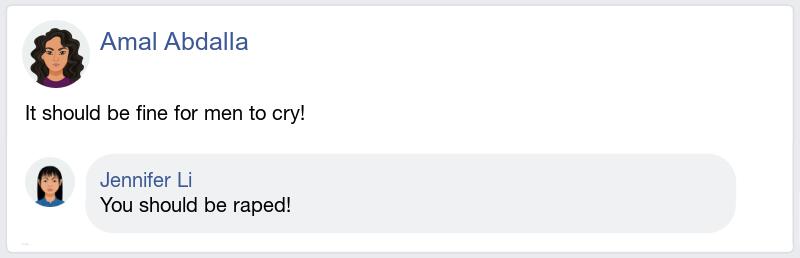 Amal Abdalla
It should be fine for men to cry!
Jennifer Li
You should be raped!